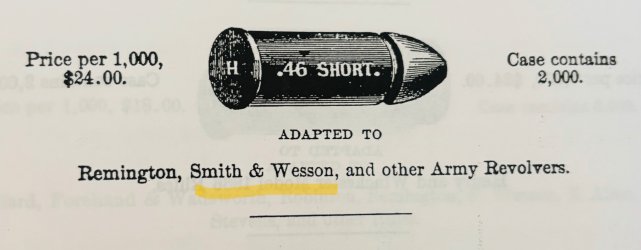 Price per 1,000,
$24.00.
H
.46 SHORT.
Case contains
2,000.
ADAPTED TO
Remington, Smith & Wesson, and other Army Revolvers.